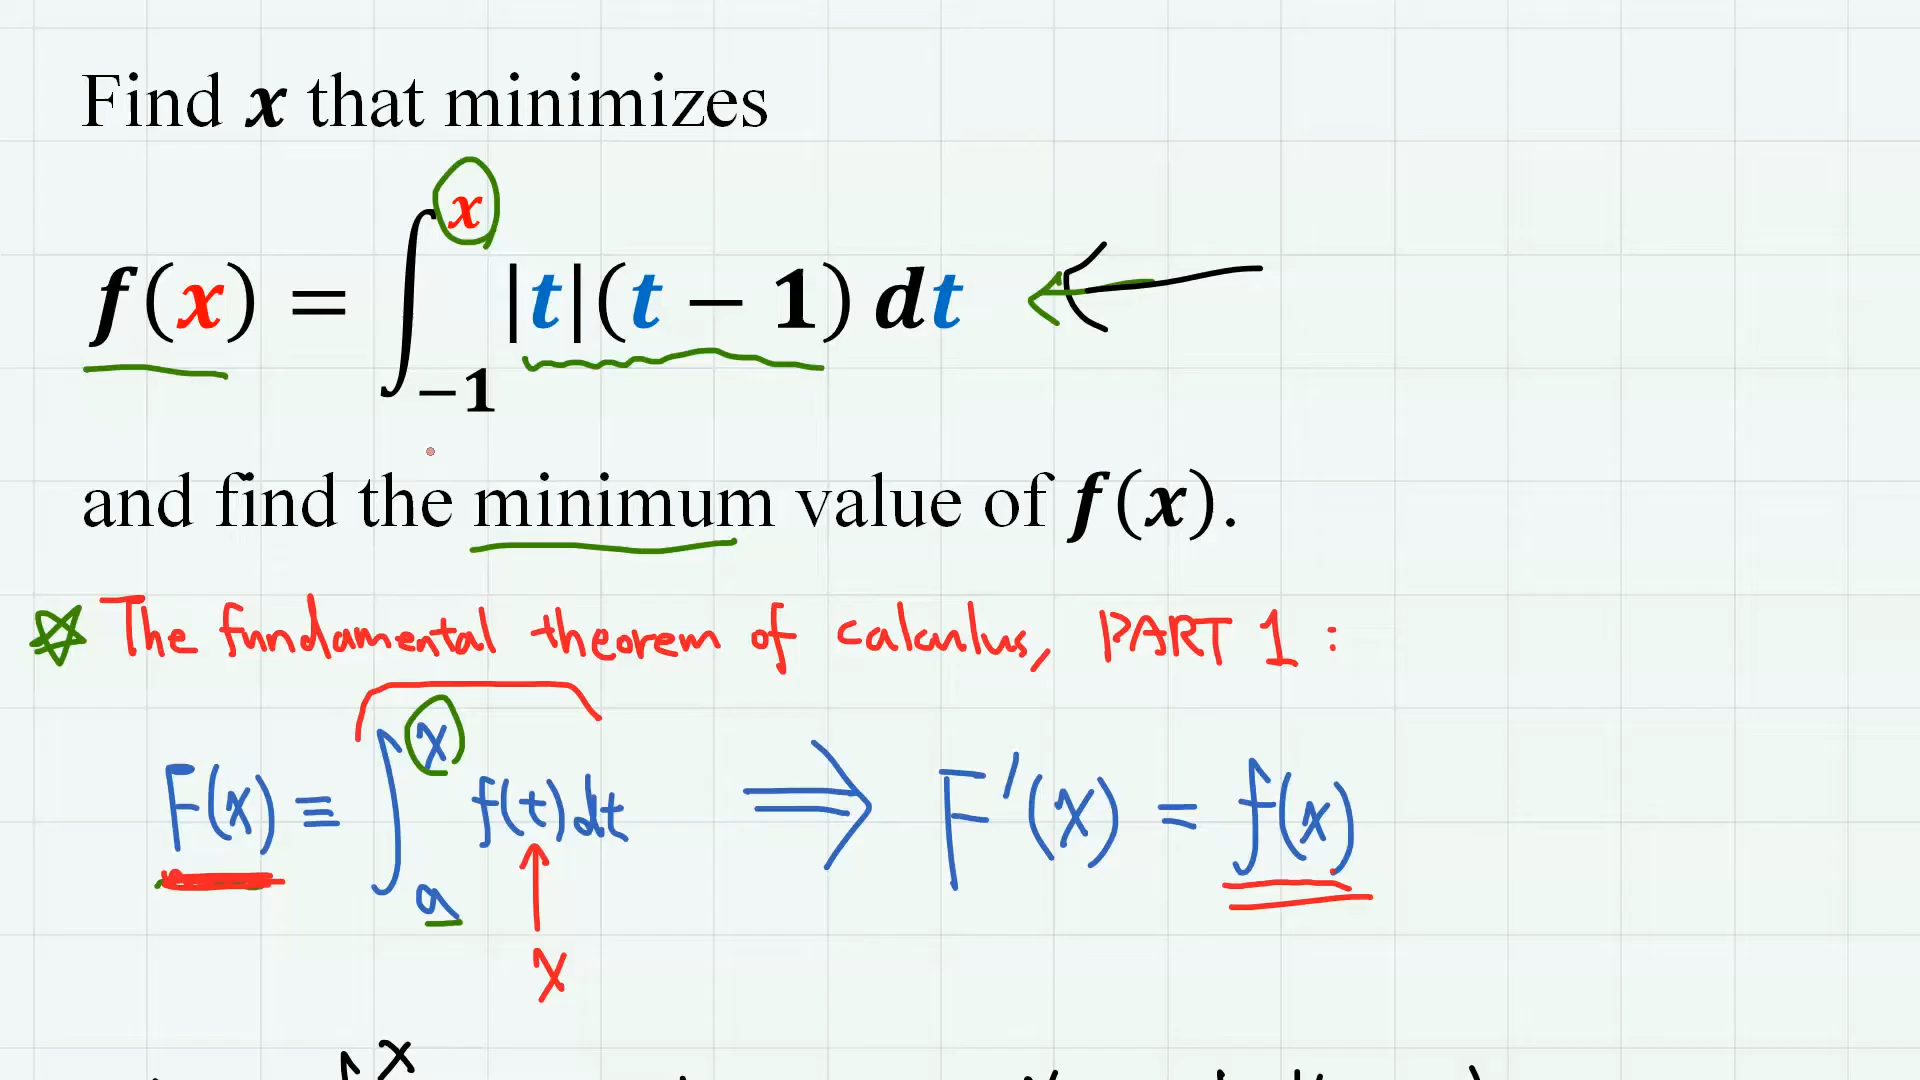 Find x that minimizes
f(x) = ∫_{-1}^{x} |t|(t − 1) dt
and find the minimum value of f(x).
☆ The fundamental theorem of calculus, PART 1 :
F(x) ≡ ∫_{a}^{x} f(t)dt ⟹ F'(x) = f(x)
x
x